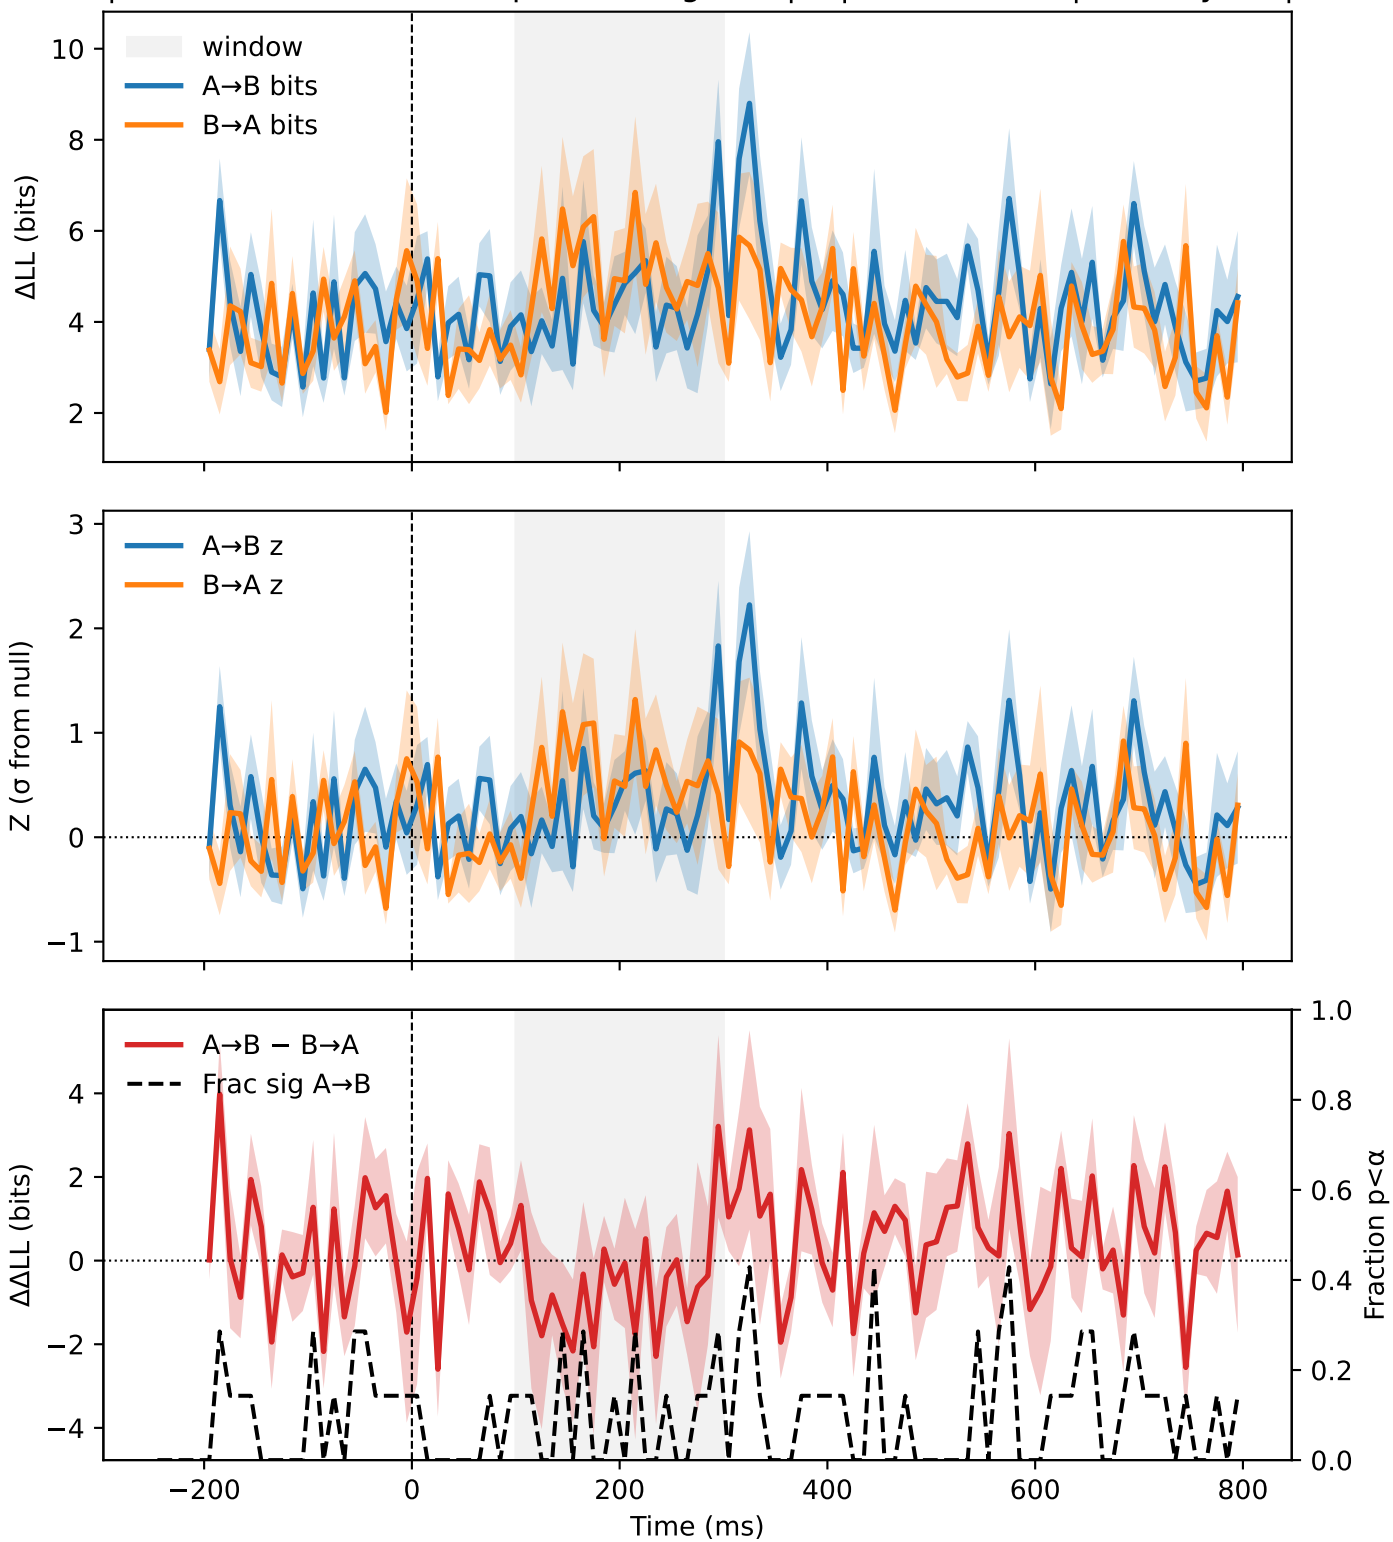 10
8
6
4
2
ΔLL (bits)
window
A→B bits
B→A bits
3
2
1
0
−1
Z (σ from null)
A→B z
B→A z
4
2
0
−2
−4
ΔΔLL (bits)
A→B − B→A
Frac sig A→B
1.0
0.8
0.6
0.4
0.2
0.0
Fraction p<α
−200 0 200 400 600 800
Time (ms)